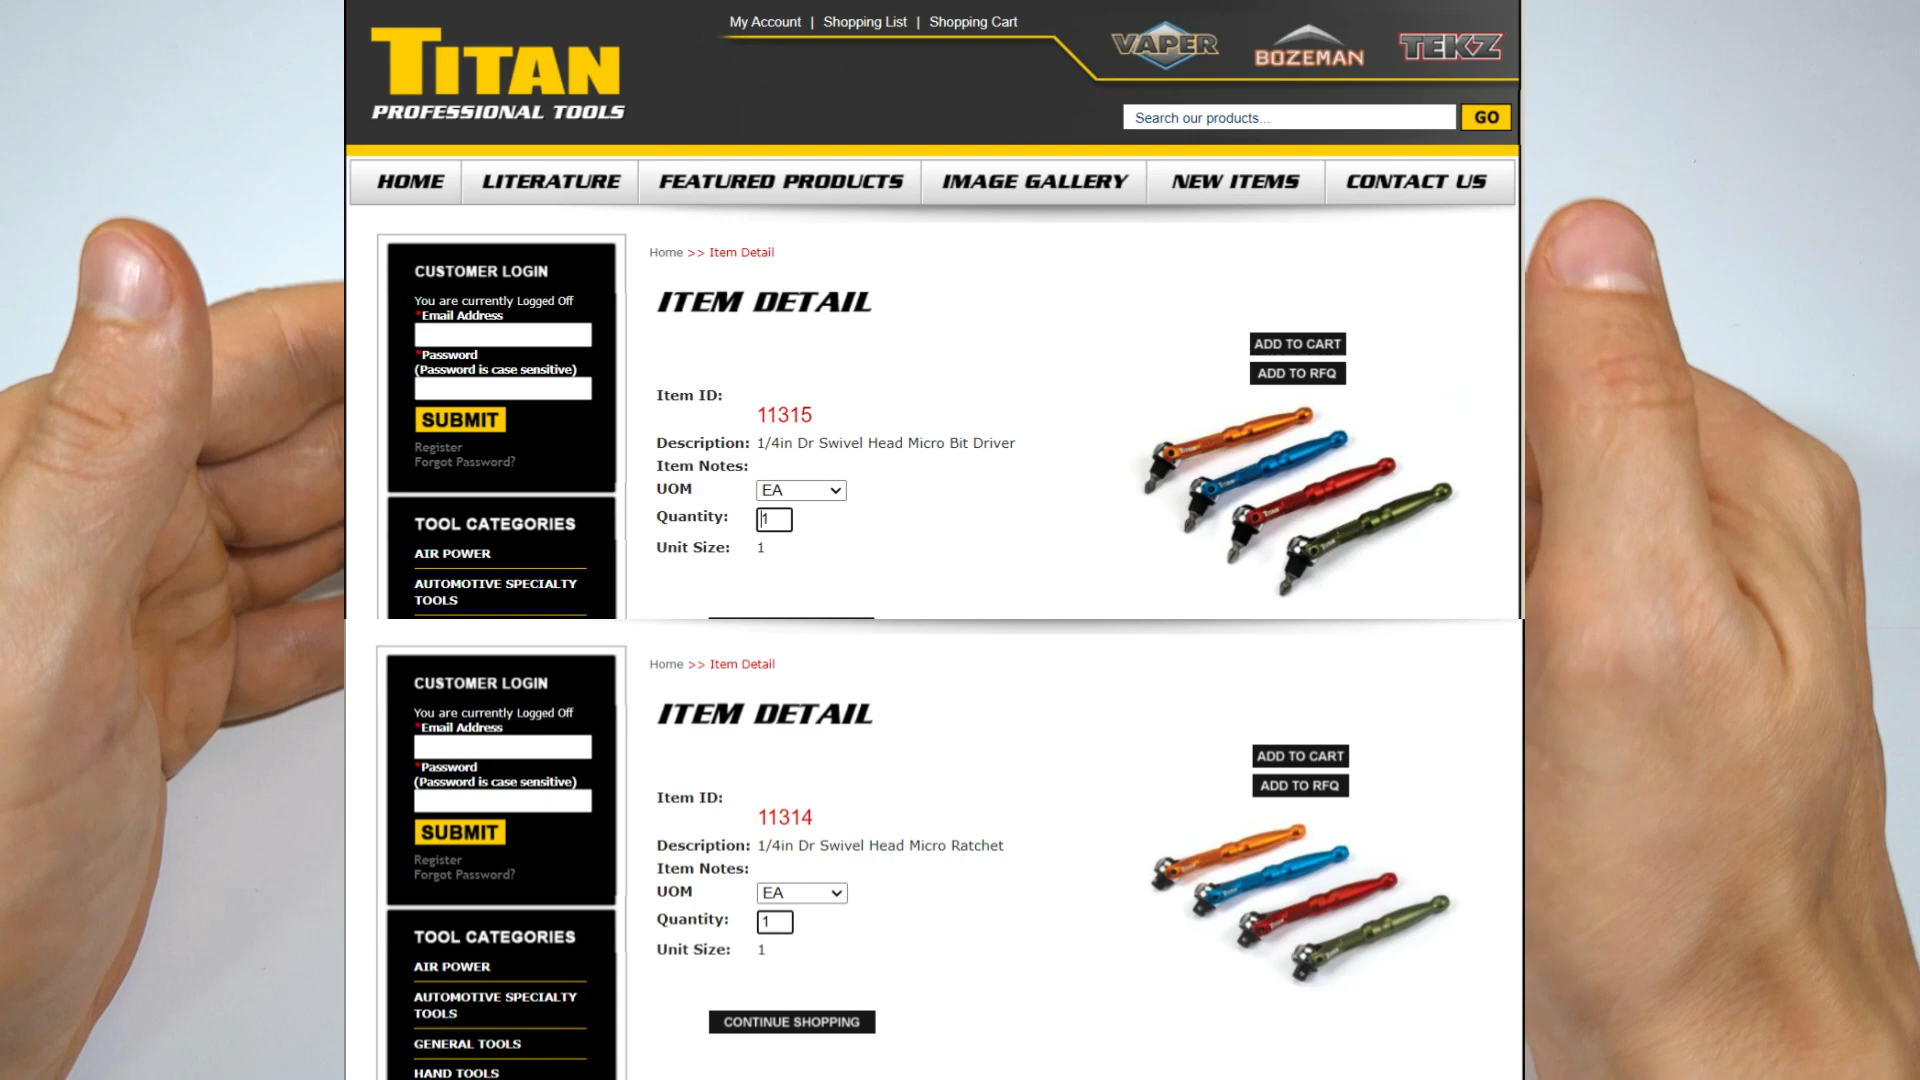 TITAN
PROFESSIONAL TOOLS
My Account | Shopping List | Shopping Cart
VAPER
BOZEMAN
TEKZ
Search our products...
GO
HOME
LITERATURE
FEATURED PRODUCTS
IMAGE GALLERY
NEW ITEMS
CONTACT US
CUSTOMER LOGIN
You are currently Logged Off
*Email Address
*Password
(Password is case sensitive)
SUBMIT
Register
Forgot Password?
TOOL CATEGORIES
AIR POWER
AUTOMOTIVE SPECIALTY
TOOLS
Home >> Item Detail
ITEM DETAIL
ADD TO CART
ADD TO RFQ
Item ID:
11315
Description: 1/4in Dr Swivel Head Micro Bit Driver
Item Notes:
UOM EA
Quantity: 1
Unit Size: 1
CUSTOMER LOGIN
You are currently Logged Off
*Email Address
*Password
(Password is case sensitive)
SUBMIT
Register
Forgot Password?
TOOL CATEGORIES
AIR POWER
AUTOMOTIVE SPECIALTY
TOOLS
GENERAL TOOLS
HAND TOOLS
Home >> Item Detail
ITEM DETAIL
ADD TO CART
ADD TO RFQ
Item ID:
11314
Description: 1/4in Dr Swivel Head Micro Ratchet
Item Notes:
UOM EA
Quantity: 1
Unit Size: 1
CONTINUE SHOPPING